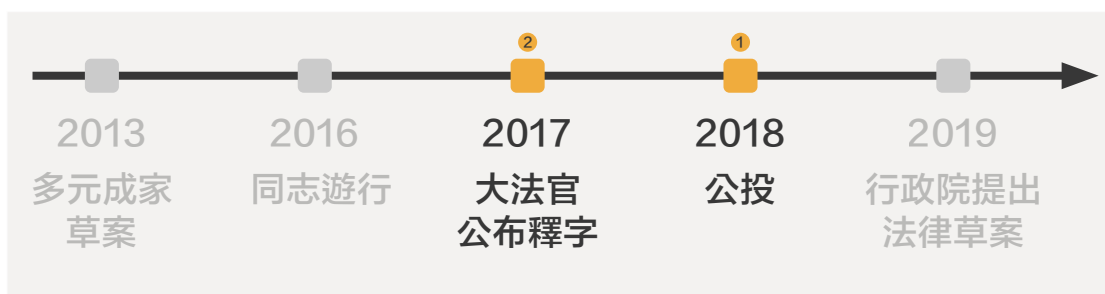 2
1
2013
2016
2017
2018
2019
多元成家
草案
同志遊行
大法官
公布釋字
公投
行政院提出
法律草案